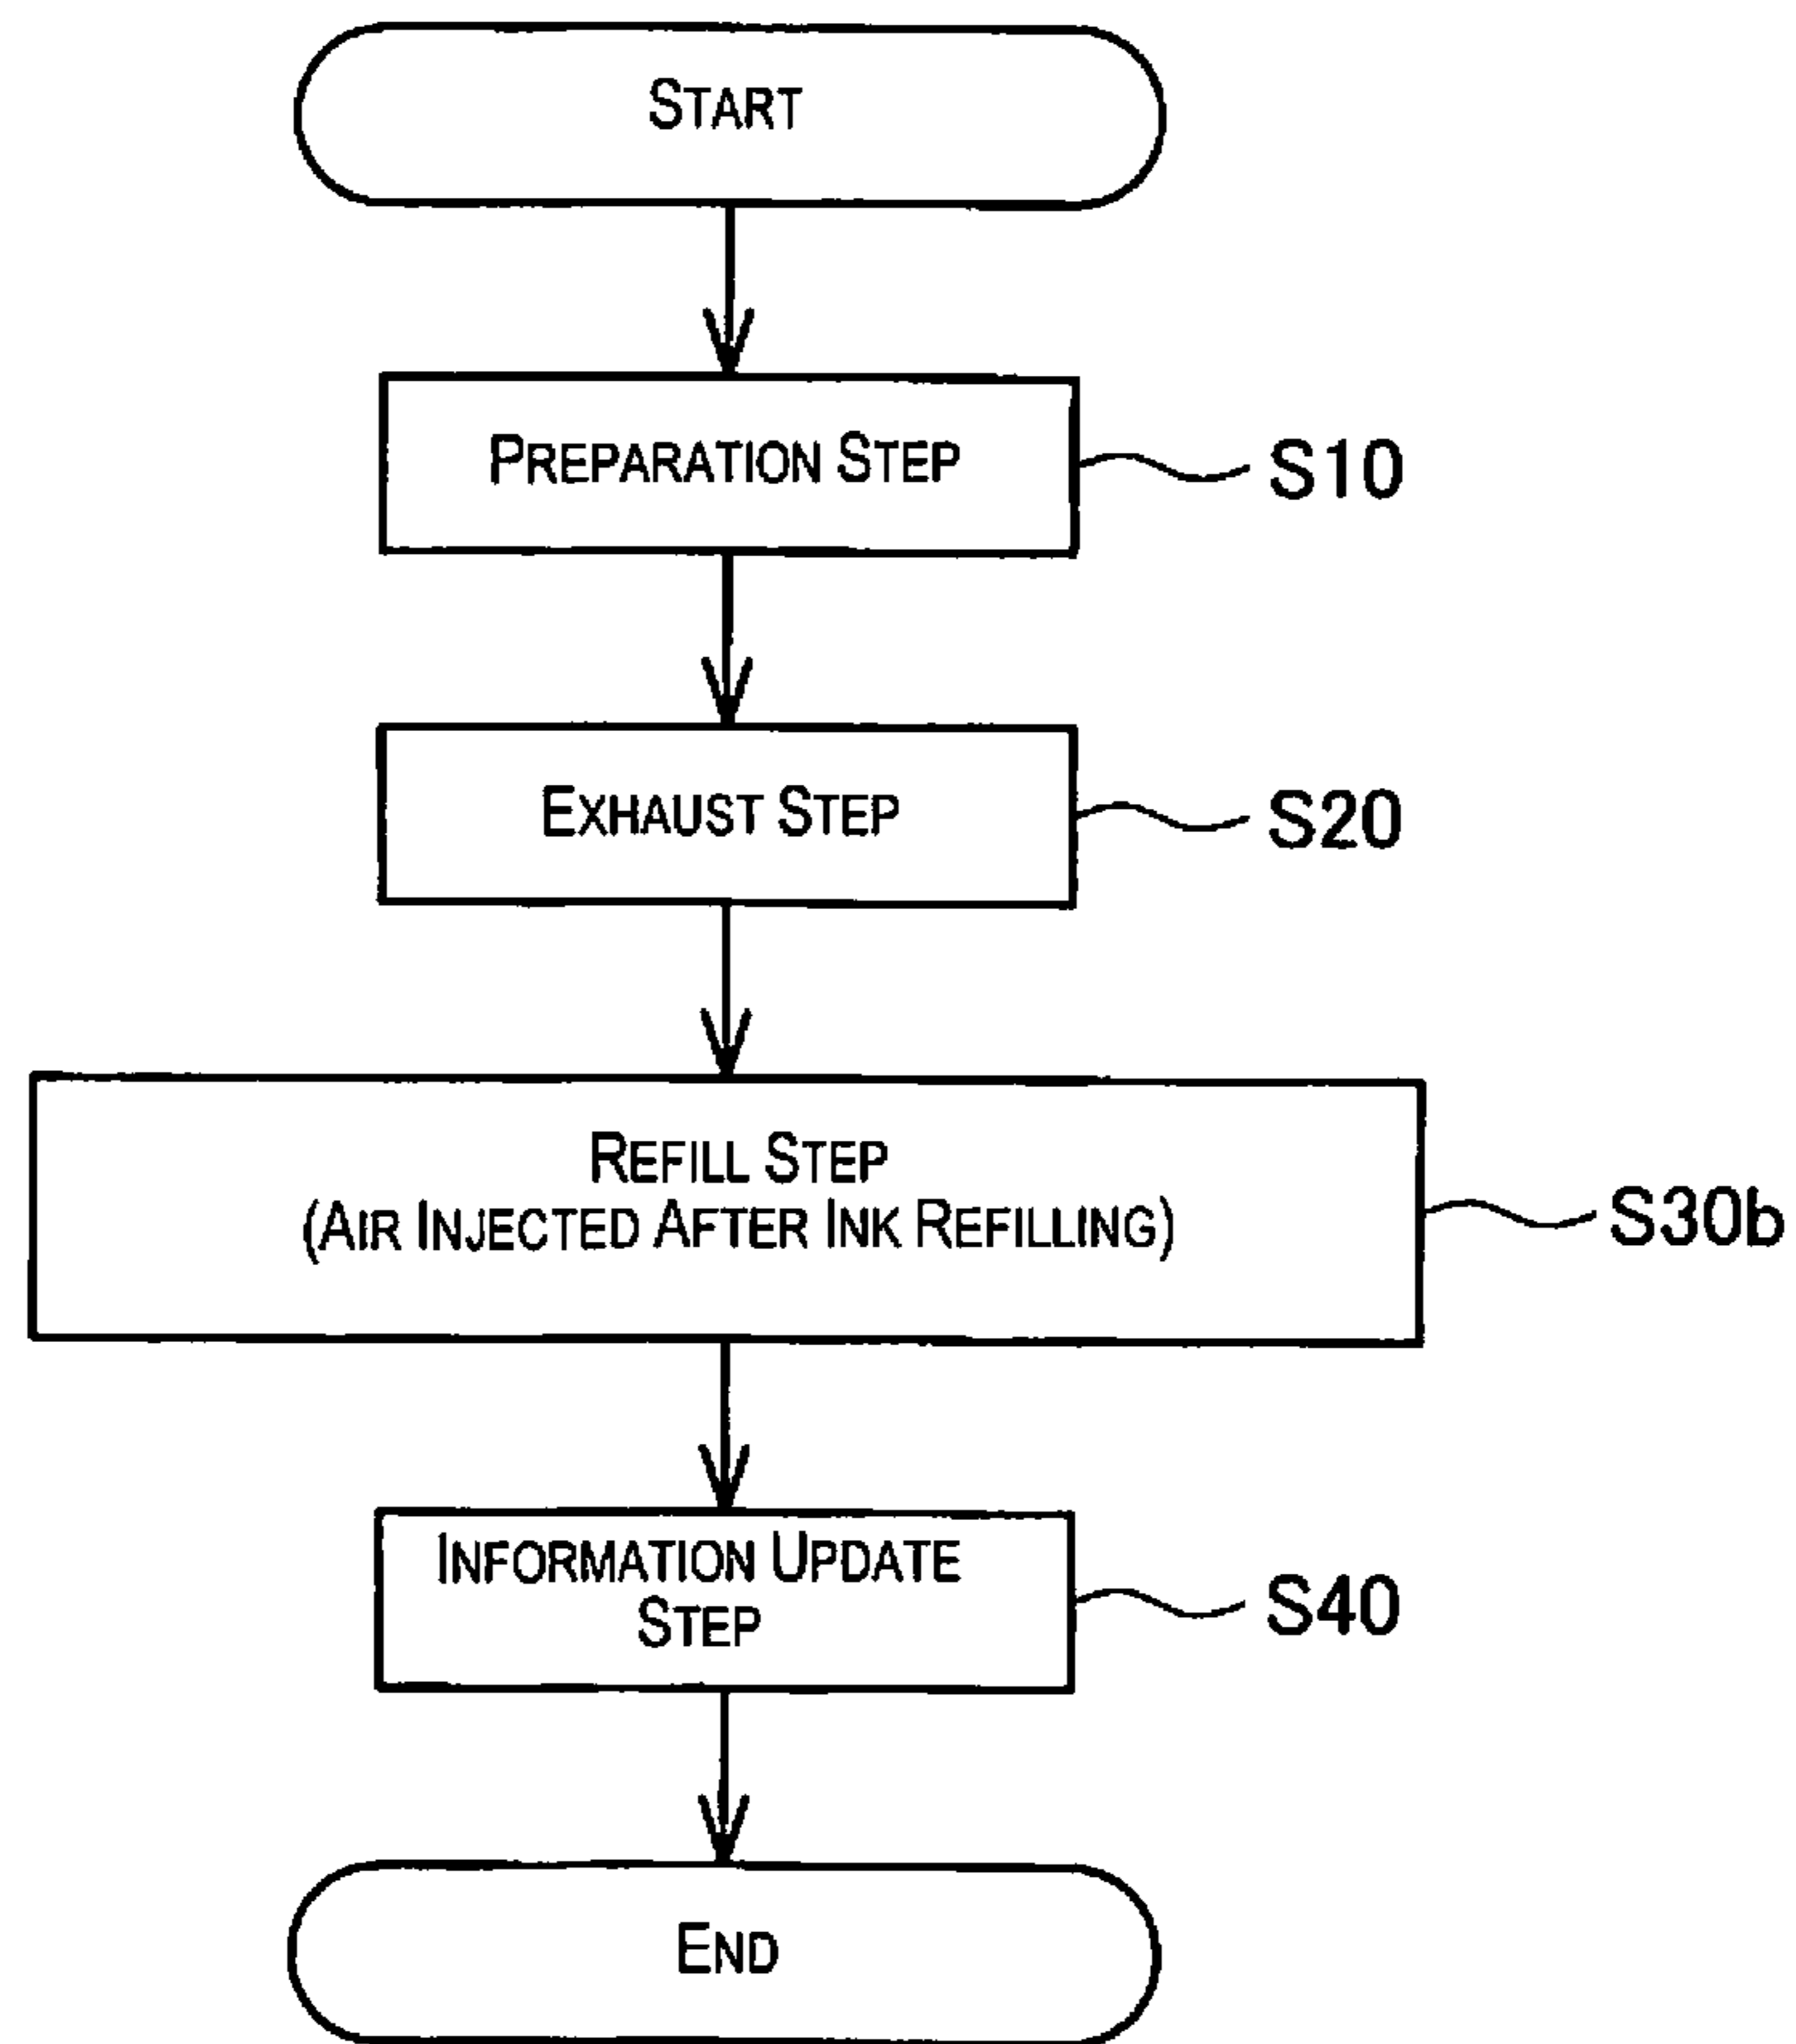 START
PREPARATION STEP
S10
EXHAUST STEP
S20
REFILL STEP
(AIR INJECTED AFTER INK REFILLING)
S30b
INFORMATION UPDATE
STEP
S40
END